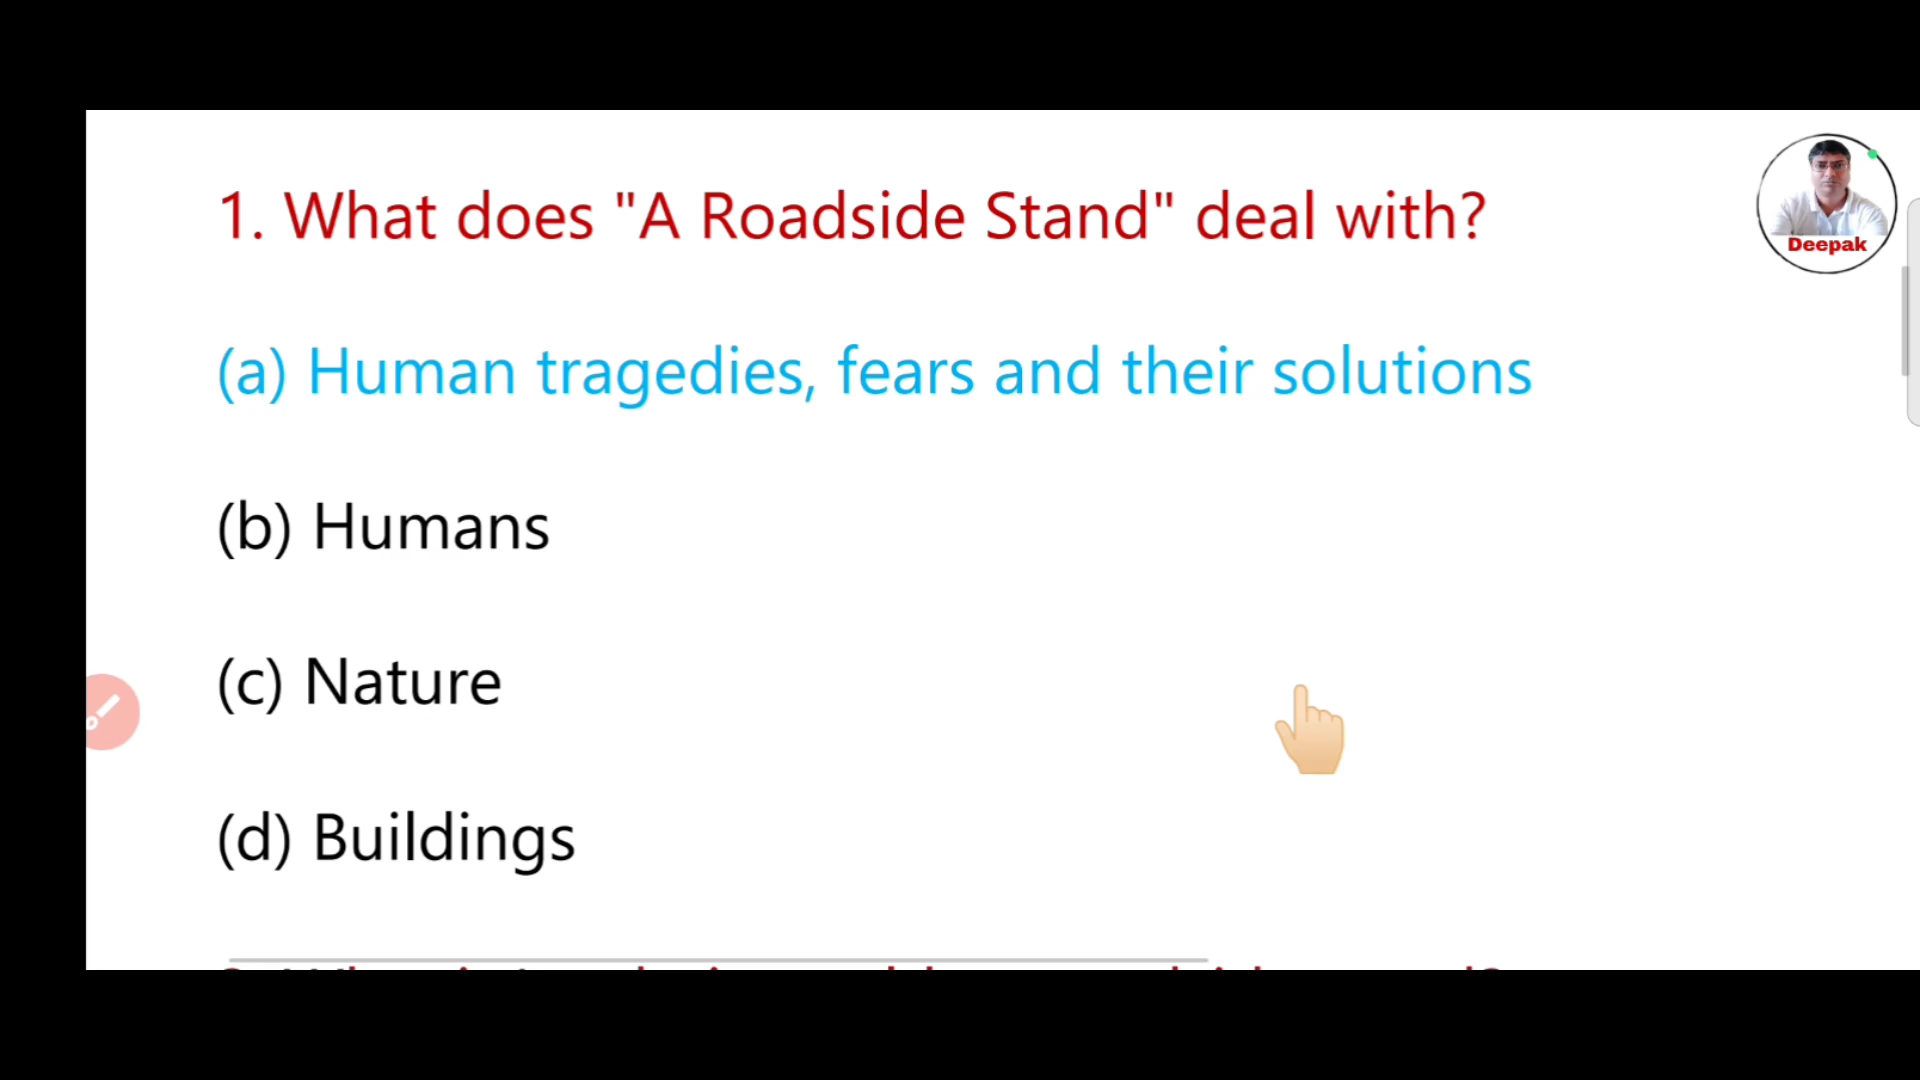 1. What does "A Roadside Stand" deal with?
Deepak
(a) Human tragedies, fears and their solutions
(b) Humans
(c) Nature
(d) Buildings